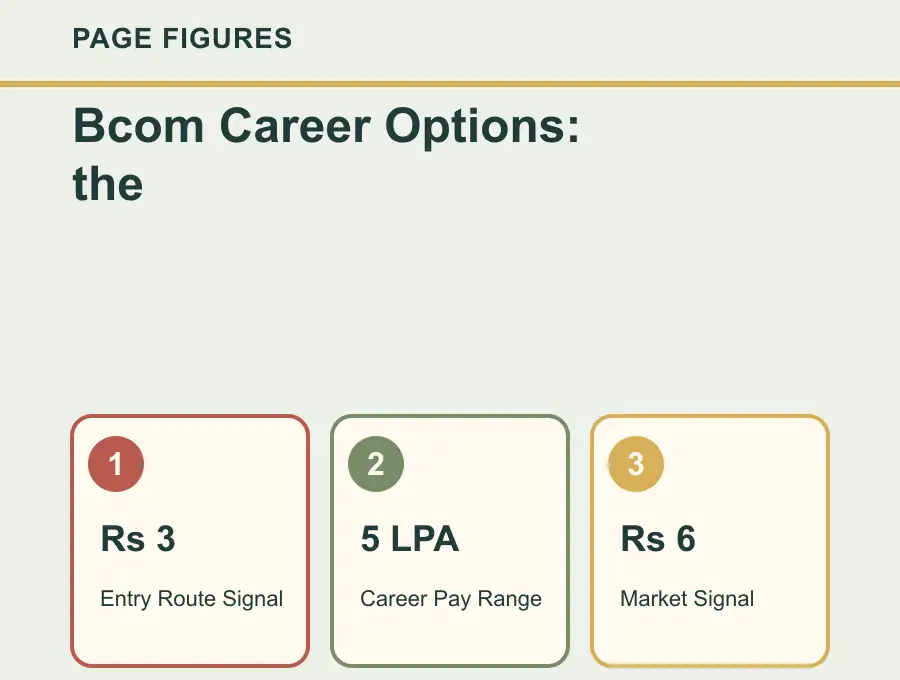 PAGE FIGURES
Bcom Career Options:
the
1
Rs 3
Entry Route Signal
2
5 LPA
Career Pay Range
3
Rs 6
Market Signal